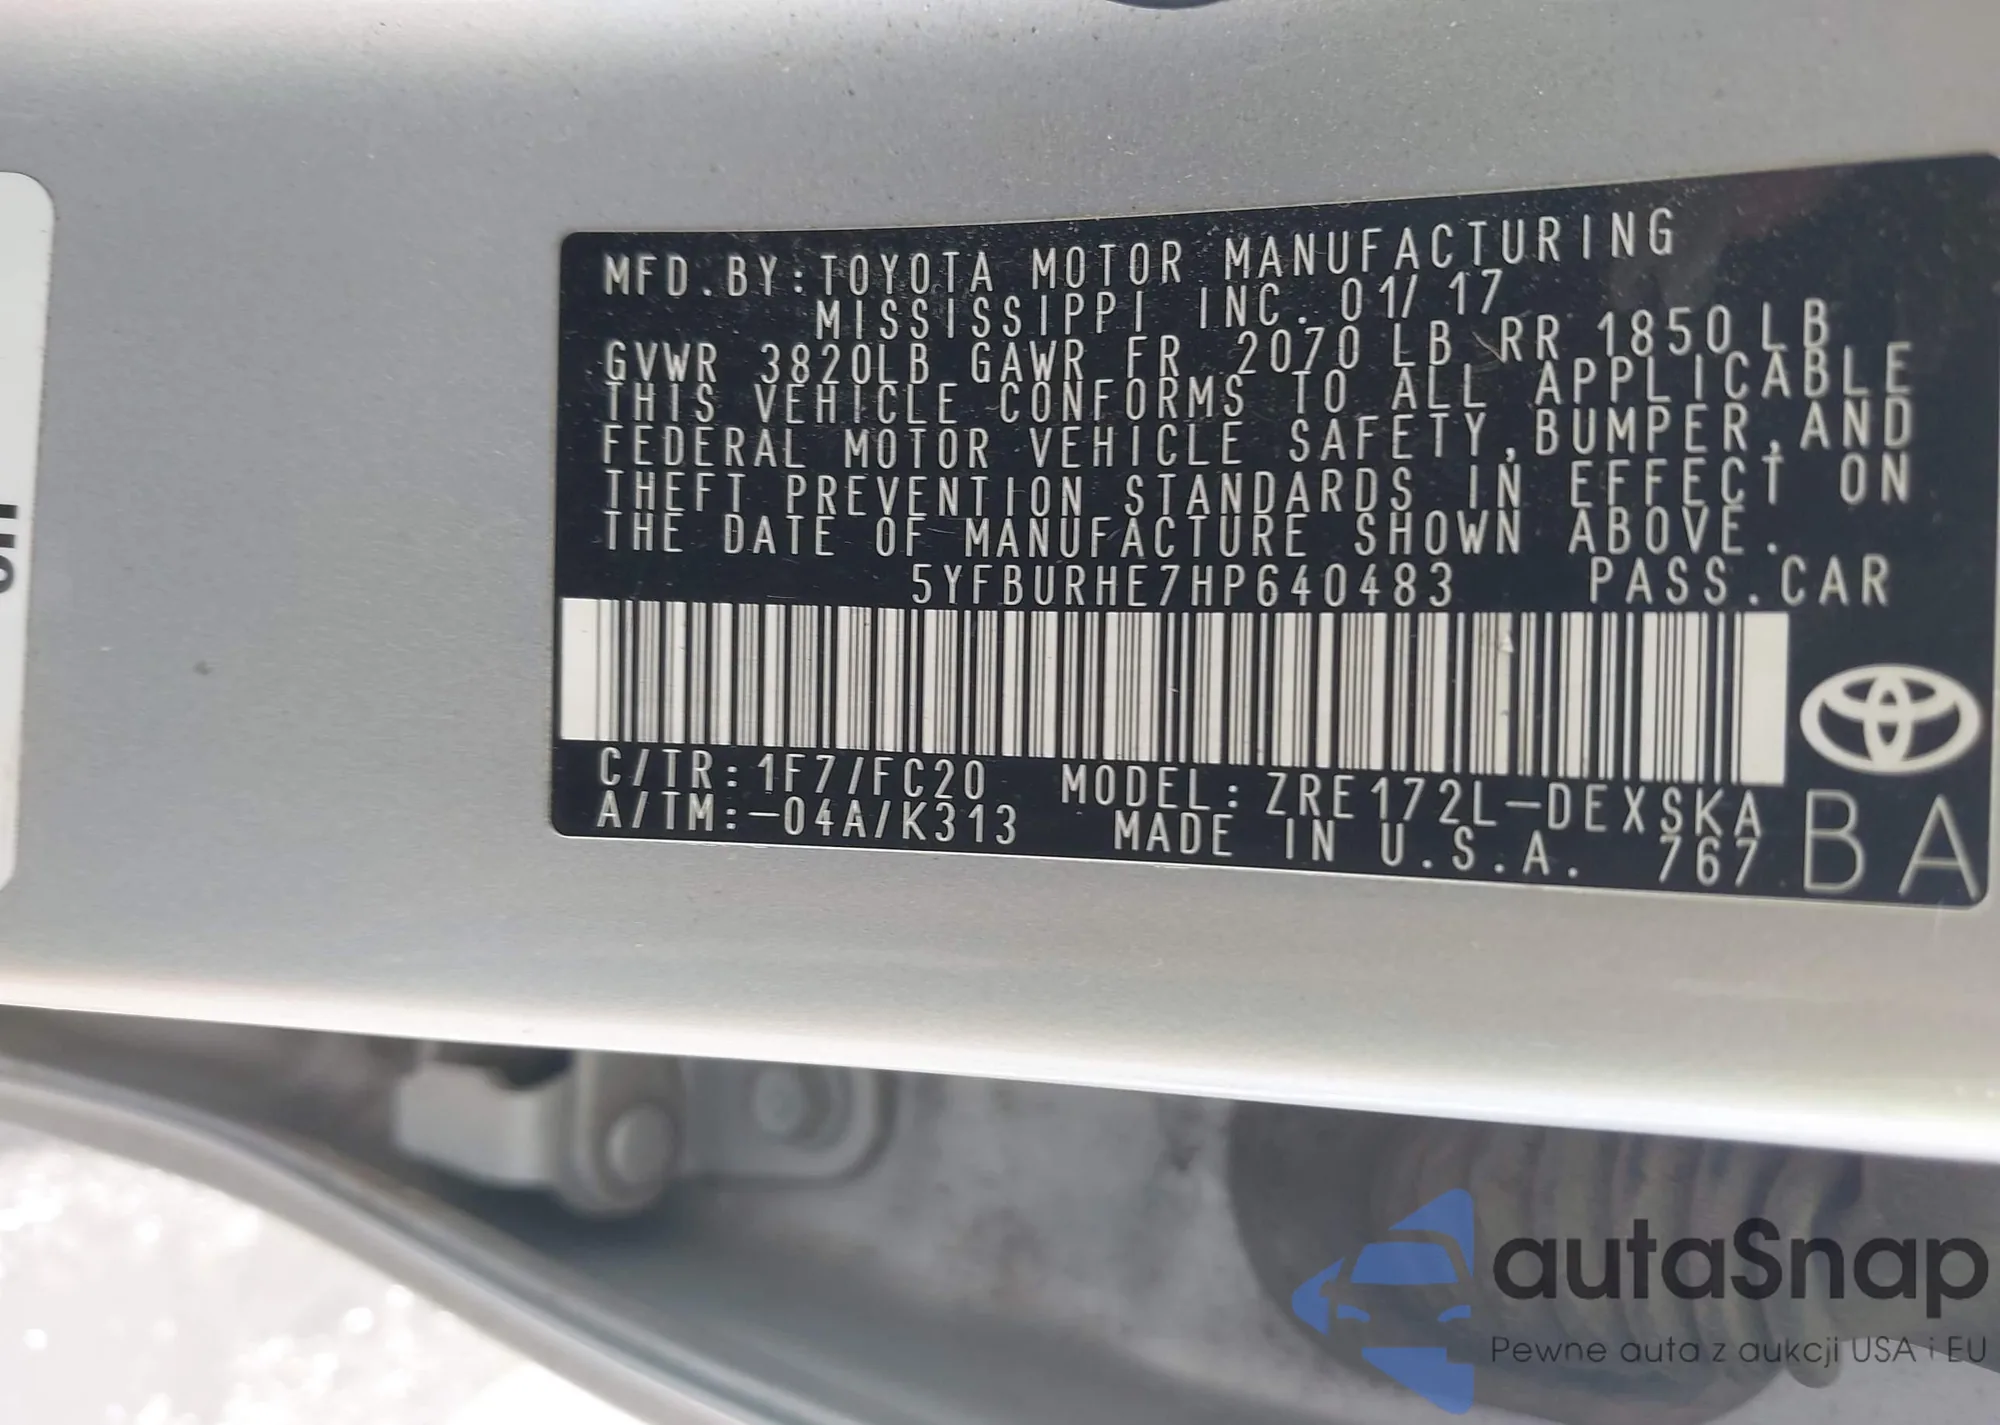 MFD.BY:TOYOTA MOTOR MANUFACTURING
MISSISSIPPI INC. 01/17
GVWR 3820LB GAWR FR 2070LB RR 1850LB
THIS VEHICLE CONFORMS TO ALL APPLICABLE
FEDERAL MOTOR VEHICLE SAFETY,BUMPER,AND
THEFT PREVENTION STANDARDS IN EFFECT ON
THE DATE OF MANUFACTURE SHOWN ABOVE.
5YFBURHE7HP640483 PASS.CAR
C/TR:1F7/FC20 MODEL:ZRE172L-DEXSKA
A/TM:-04A/K313 MADE IN U.S.A. 767
BA
autaSnap
Pewne auta z aukcji USA i EU